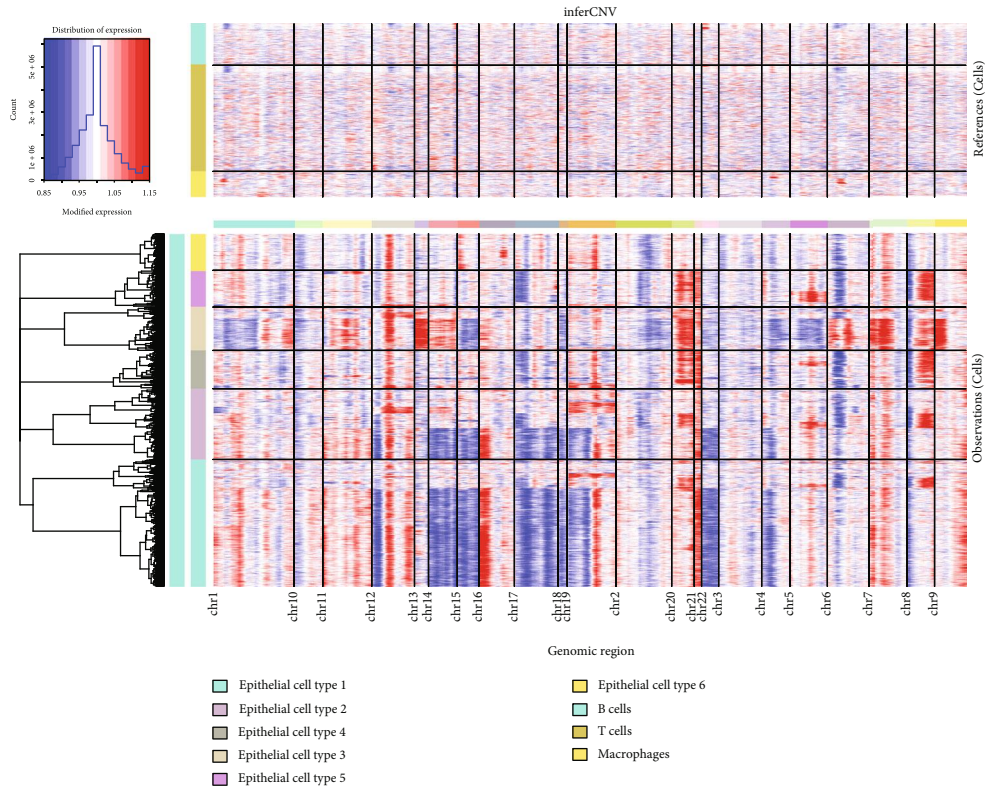 inferCNV
Distribution of expression
Count
0
1e + 06
3e + 06
5e + 06
0.85 0.95 1.05 1.15
Modified expression
References (Cells)
Observations (Cells)
chr1 chr10 chr11 chr12 chr13 chr14 chr15 chr16 chr17 chr18 chr19 chr2 chr20 chr21 chr22 chr3 chr4 chr5 chr6 chr7 chr8 chr9
Genomic region
Epithelial cell type 1
Epithelial cell type 2
Epithelial cell type 4
Epithelial cell type 3
Epithelial cell type 5
Epithelial cell type 6
B cells
T cells
Macrophages